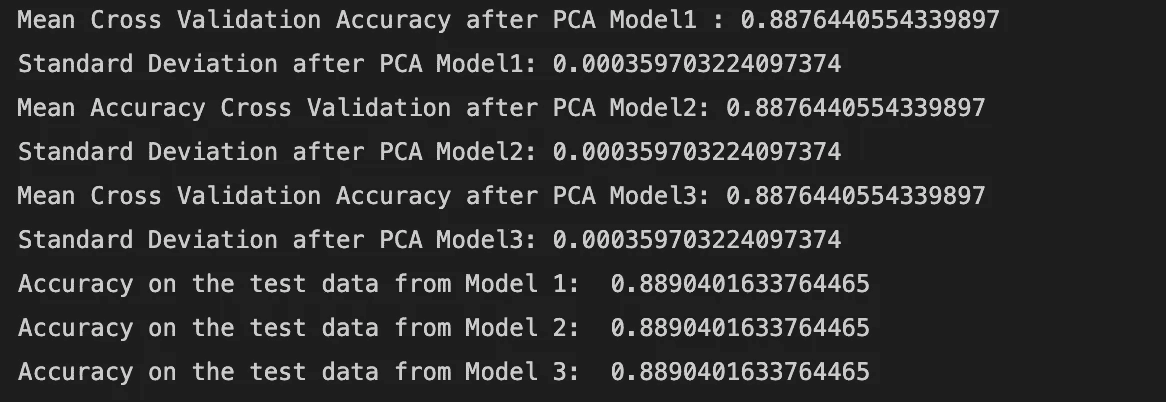 Mean Cross Validation Accuracy after PCA Model1 : 0.8876440554339897
Standard Deviation after PCA Model1: 0.000359703224097374
Mean Accuracy Cross Validation after PCA Model2: 0.8876440554339897
Standard Deviation after PCA Model2: 0.000359703224097374
Mean Cross Validation Accuracy after PCA Model3: 0.8876440554339897
Standard Deviation after PCA Model3: 0.000359703224097374
Accuracy on the test data from Model 1:  0.8890401633764465
Accuracy on the test data from Model 2:  0.8890401633764465
Accuracy on the test data from Model 3:  0.8890401633764465